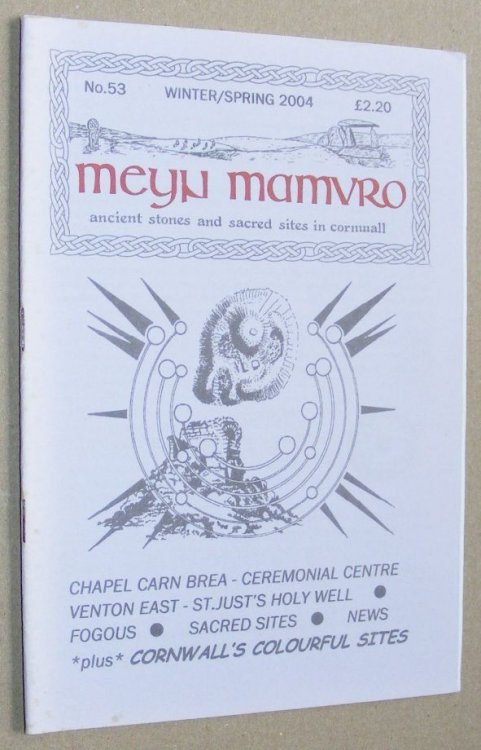 No.53 WINTER/SPRING 2004 £2.20
meyn mamvro
ancient stones and sacred sites in cornwall
CHAPEL CARN BREA - CEREMONIAL CENTRE
VENTON EAST - ST.JUST'S HOLY WELL ●
FOGOUS ● SACRED SITES ● NEWS
*plus* CORNWALL'S COLOURFUL SITES